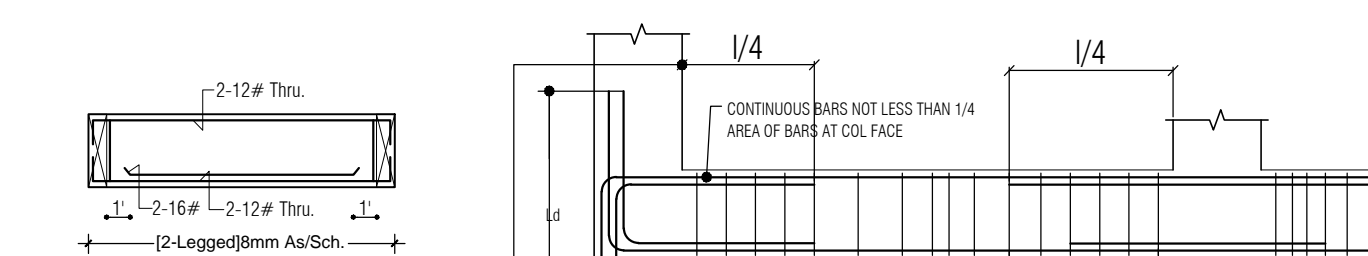 2-12# Thru.
1'
2-16#
2-12# Thru.
1'
[2-Legged]8mm As/Sch.
l/4
l/4
CONTINUOUS BARS NOT LESS THAN 1/4
AREA OF BARS AT COL FACE
Ld